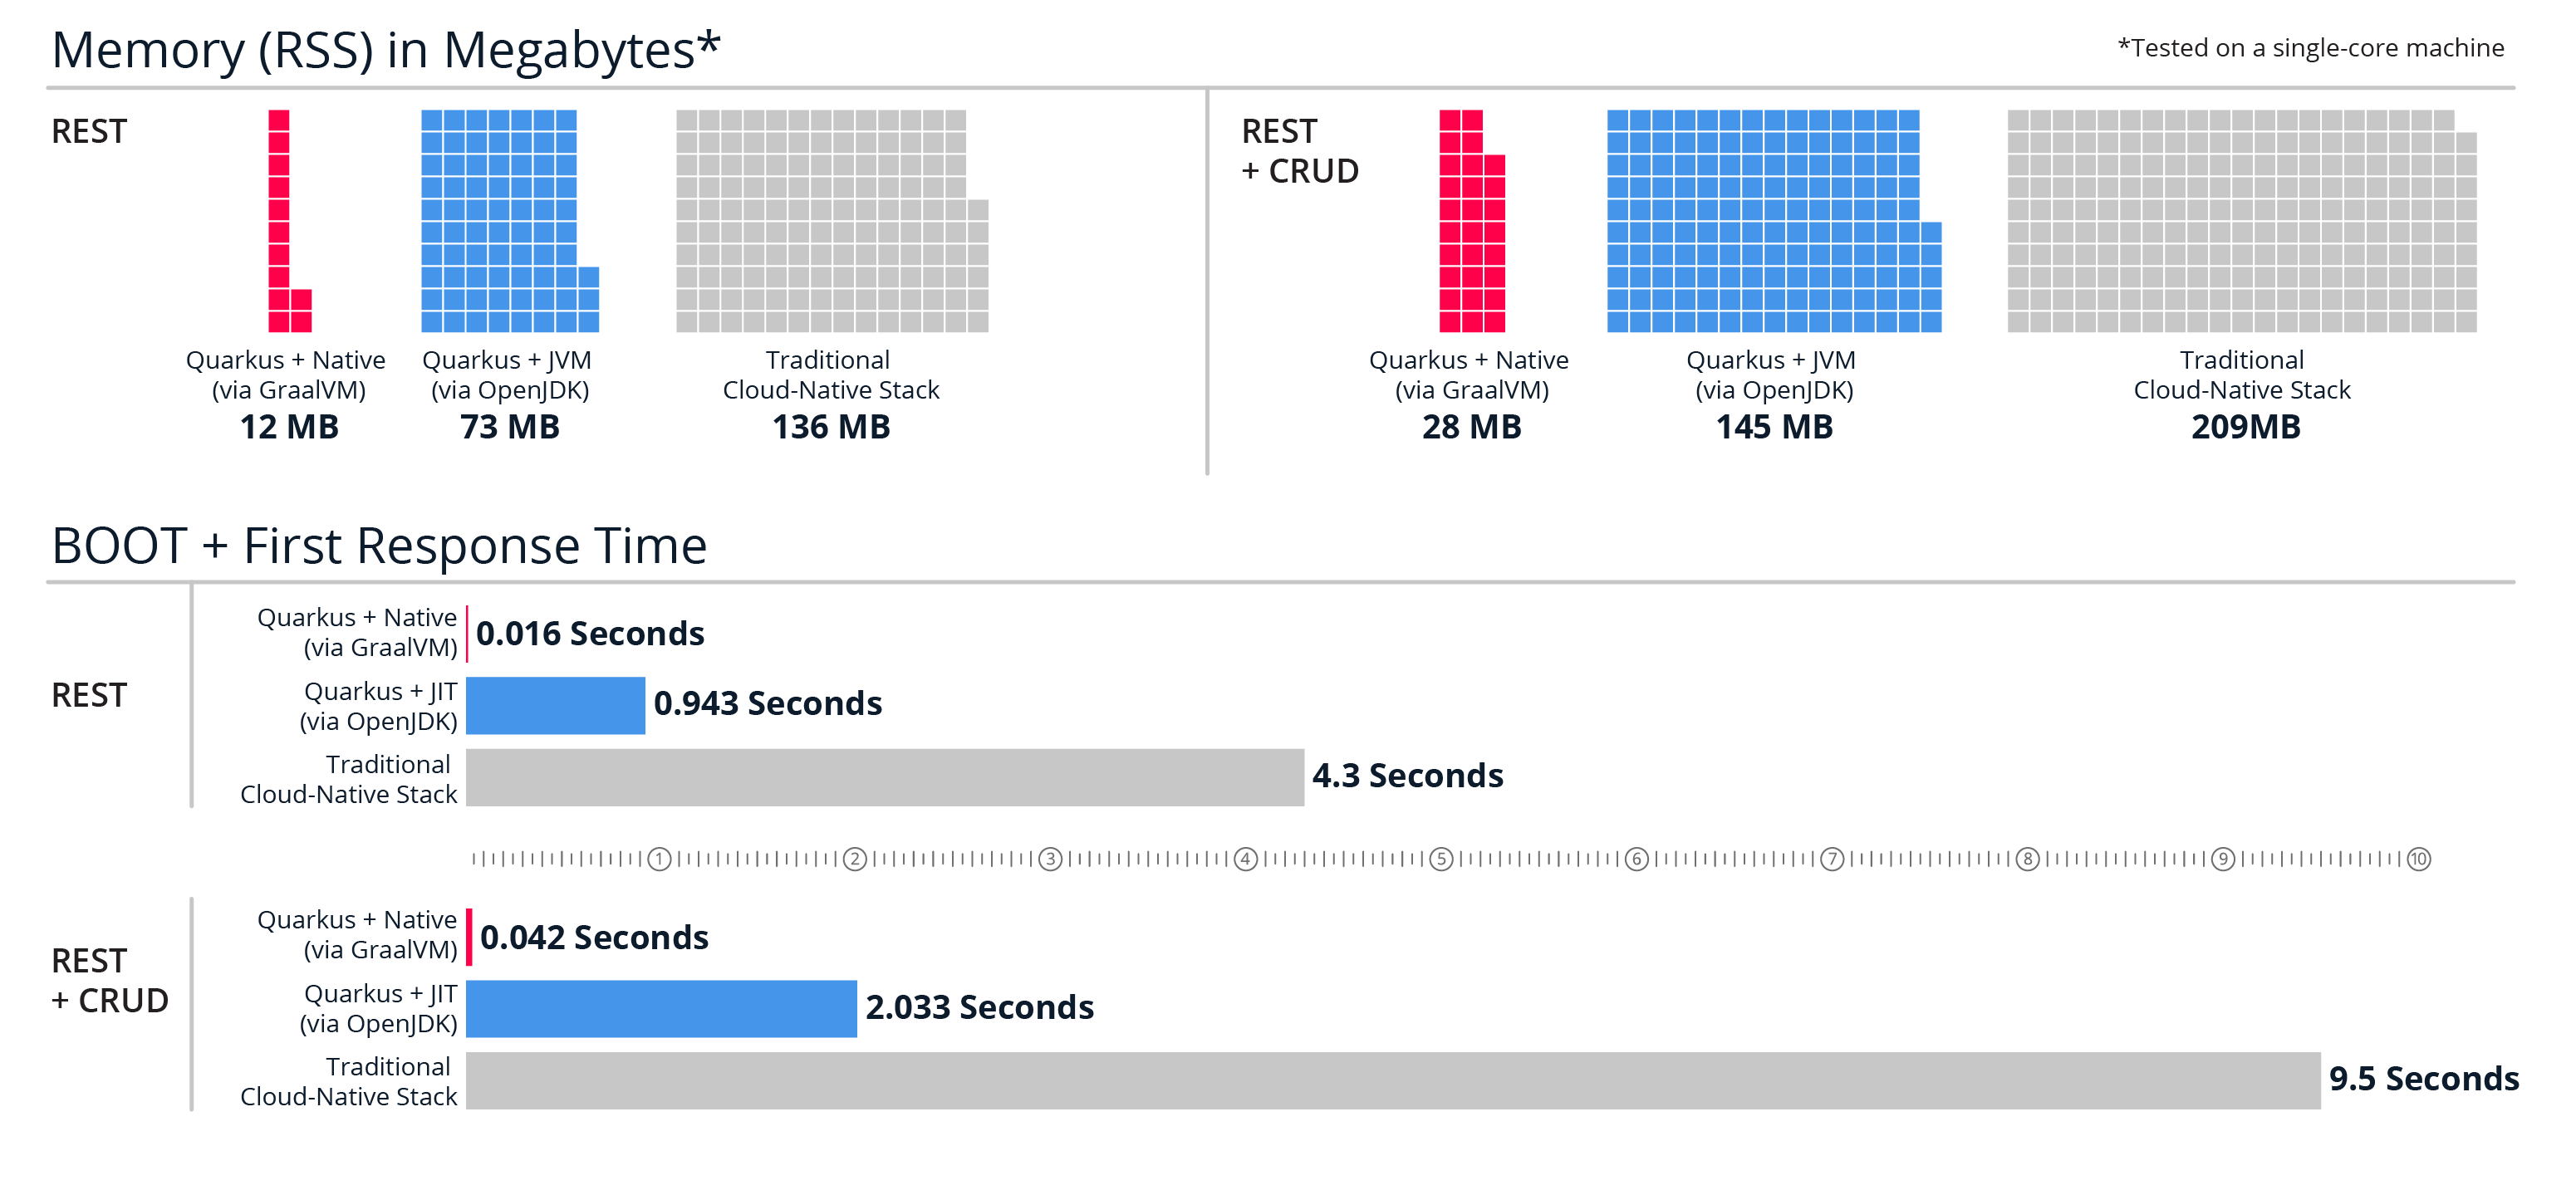 Memory (RSS) in Megabytes*
*Tested on a single-core machine
REST
Quarkus + Native
(via GraalVM)
12 MB
Quarkus + JVM
(via OpenJDK)
73 MB
Traditional
Cloud-Native Stack
136 MB
REST
+ CRUD
Quarkus + Native
(via GraalVM)
28 MB
Quarkus + JVM
(via OpenJDK)
145 MB
Traditional
Cloud-Native Stack
209MB
BOOT + First Response Time
REST
Quarkus + Native
(via GraalVM)
0.016 Seconds
Quarkus + JIT
(via OpenJDK)
0.943 Seconds
Traditional
Cloud-Native Stack
4.3 Seconds
1 2 3 4 5 6 7 8 9 10
REST
+ CRUD
Quarkus + Native
(via GraalVM)
0.042 Seconds
Quarkus + JIT
(via OpenJDK)
2.033 Seconds
Traditional
Cloud-Native Stack
9.5 Seconds